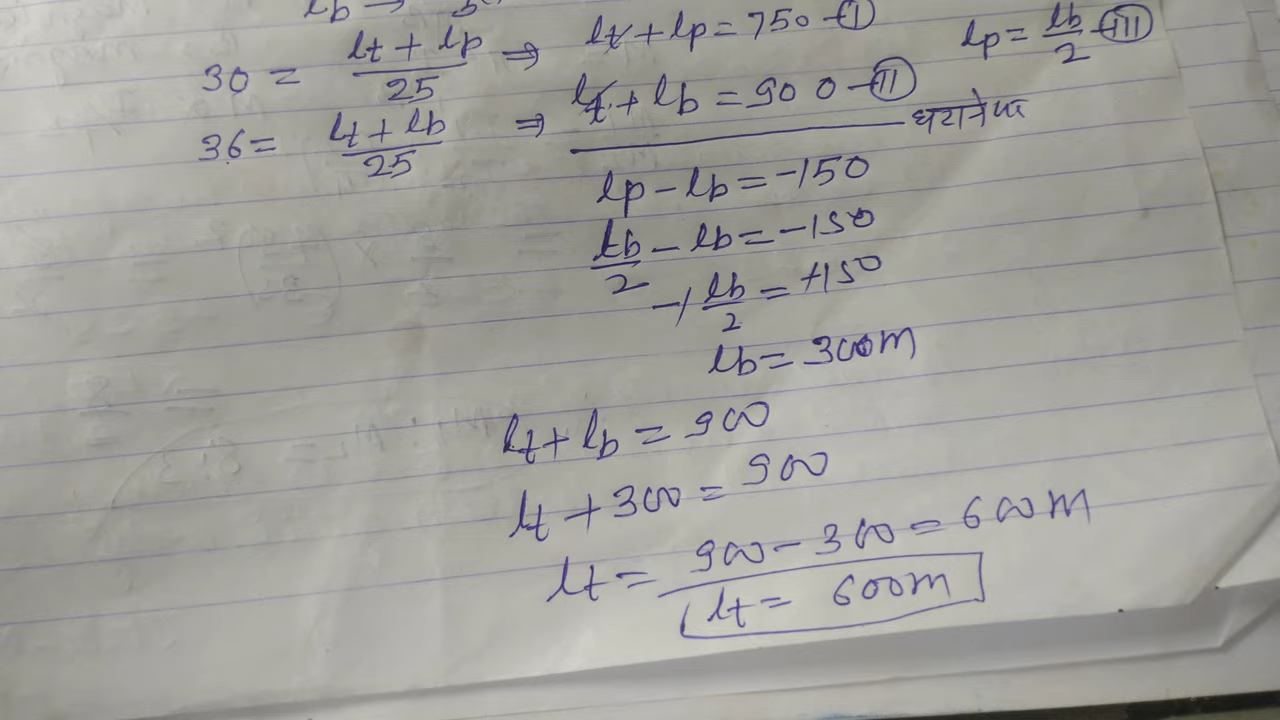 lb →
30 = (lt + lp)/25 ⇒ lt + lp = 750 - I lp = lb/2 - III
36 = (lt + lb)/25 ⇒ lt + lb = 900 - II
घटाने पर
lp - lb = -150
lb/2 - lb = -150
-1 lb/2 = +150
lb = 300m
lt + lb = 900
lt + 300 = 900
lt = 900 - 300 = 600m
lt = 600m